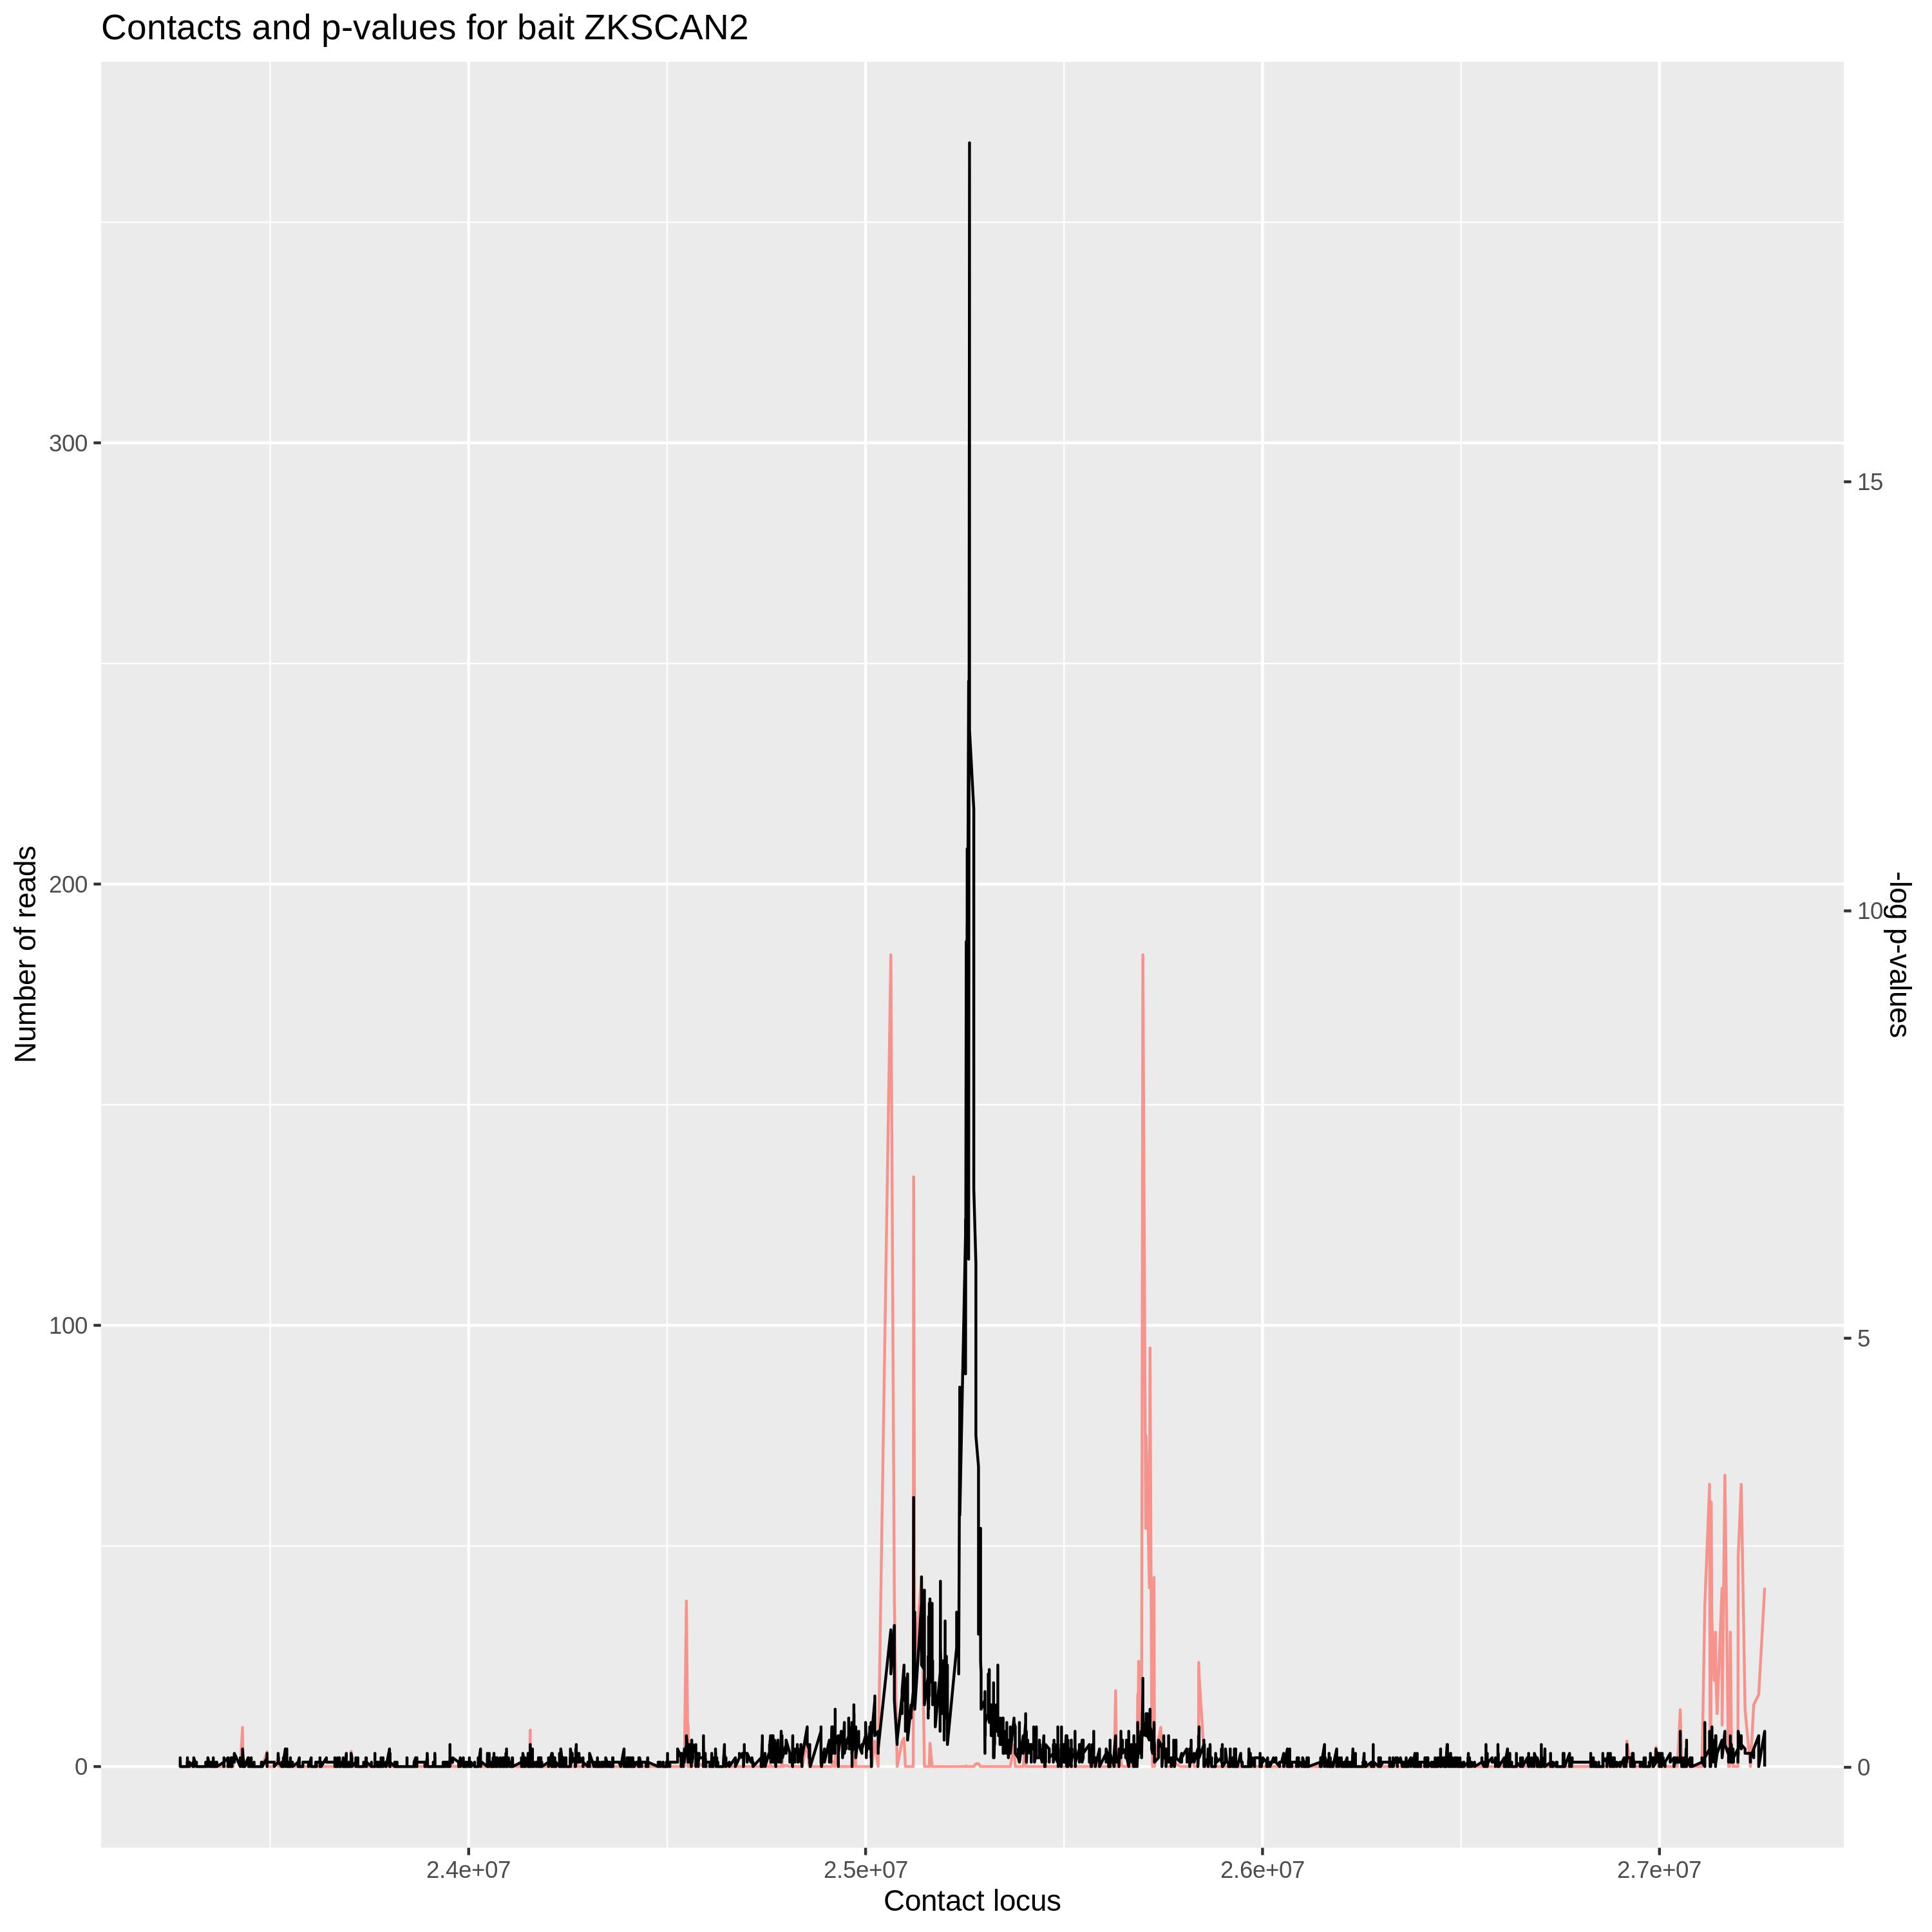 Contacts and p-values for bait ZKSCAN2
300
200
100
0
Number of reads
15
10
5
0
-log p-values
2.4e+07
2.5e+07
2.6e+07
2.7e+07
Contact locus